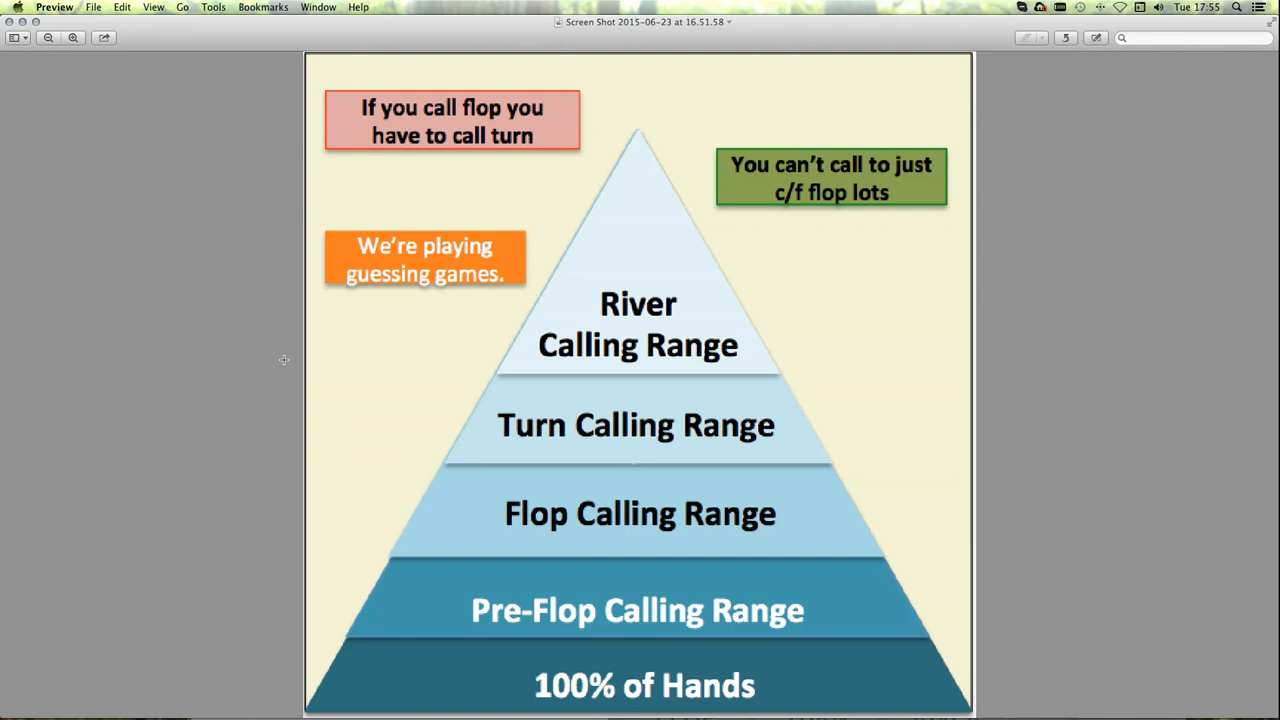 Preview File Edit View Go Tools Bookmarks Window Help Tue 17:55
Screen Shot 2015-06-23 at 16.51.58
If you call flop you
have to call turn
You can't call to just
c/f flop lots
We're playing
guessing games.
River
Calling Range
Turn Calling Range
Flop Calling Range
Pre-Flop Calling Range
100% of Hands